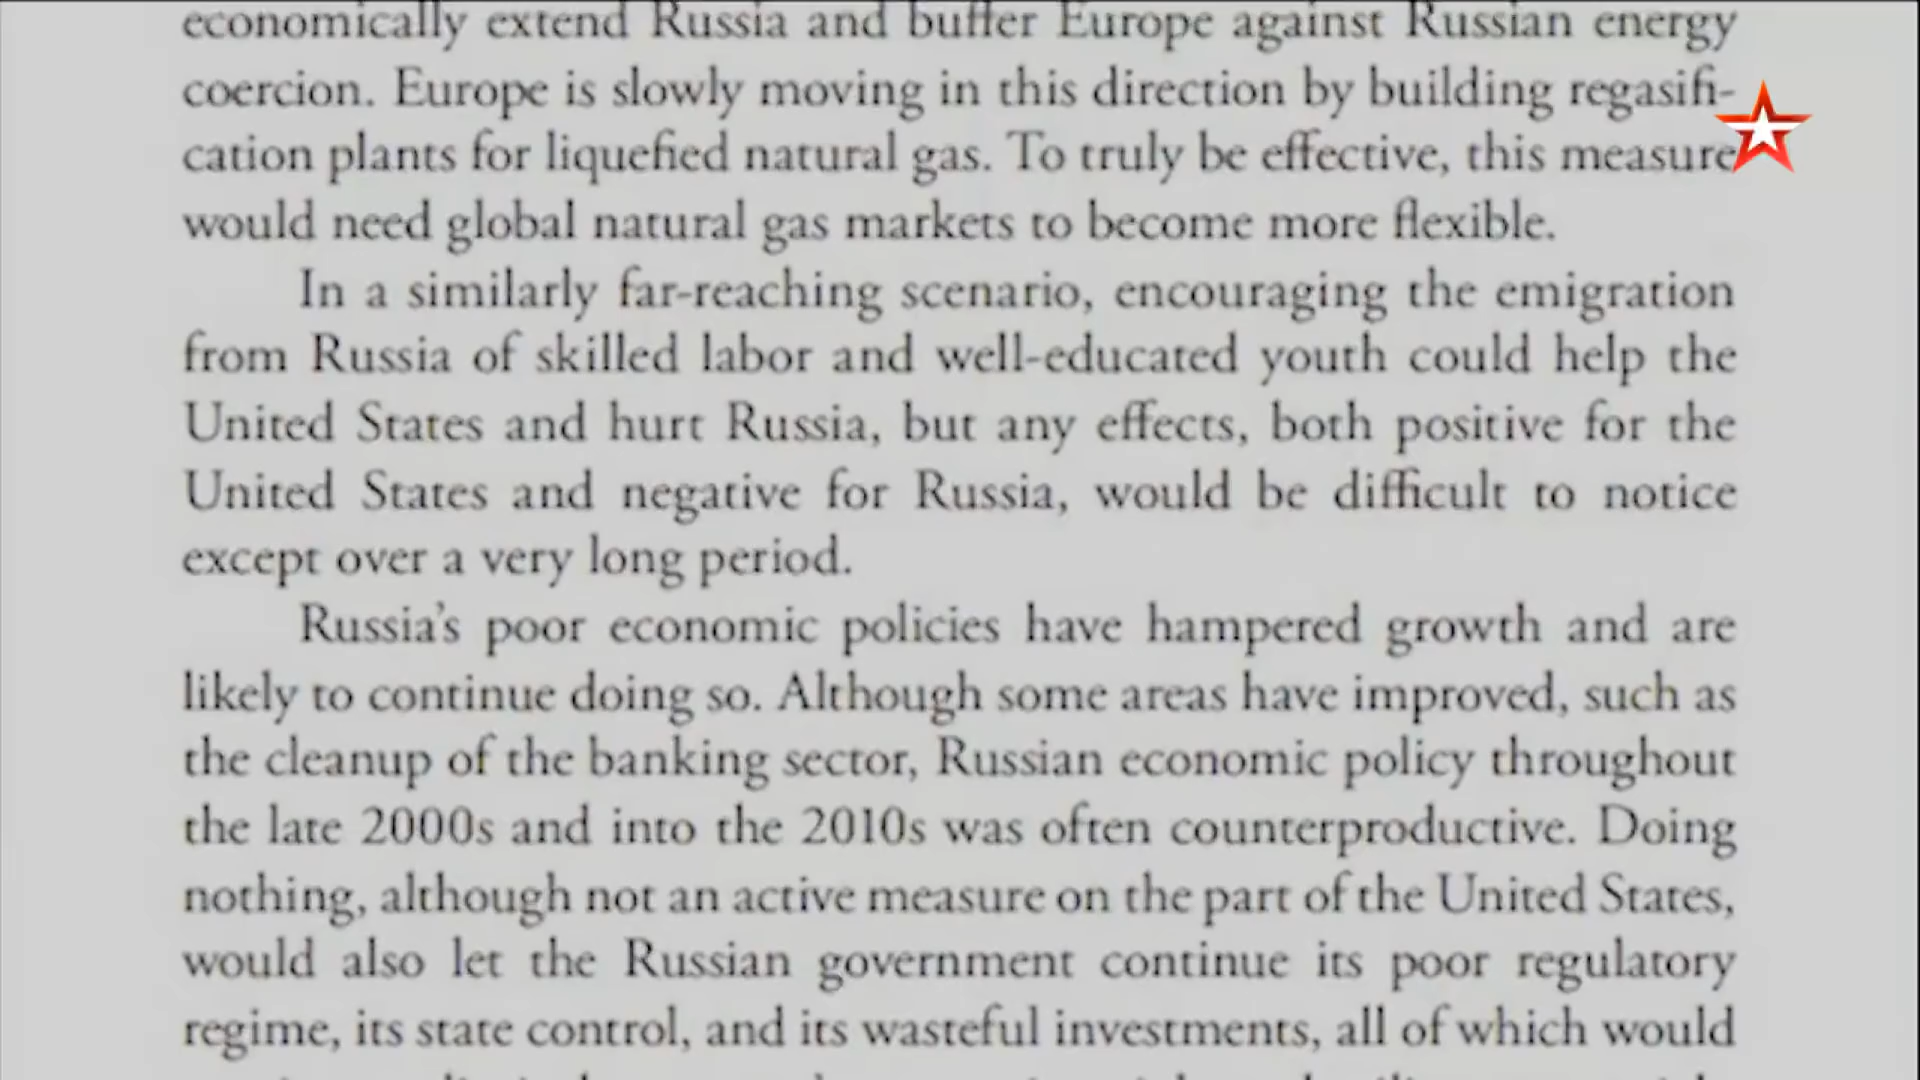 economically extend Russia and buffer Europe against Russian energy
coercion. Europe is slowly moving in this direction by building regasifi-
cation plants for liquefied natural gas. To truly be effective, this measure
would need global natural gas markets to become more flexible.
In a similarly far-reaching scenario, encouraging the emigration
from Russia of skilled labor and well-educated youth could help the
United States and hurt Russia, but any effects, both positive for the
United States and negative for Russia, would be difficult to notice
except over a very long period.
Russia's poor economic policies have hampered growth and are
likely to continue doing so. Although some areas have improved, such as
the cleanup of the banking sector, Russian economic policy throughout
the late 2000s and into the 2010s was often counterproductive. Doing
nothing, although not an active measure on the part of the United States,
would also let the Russian government continue its poor regulatory
regime, its state control, and its wasteful investments, all of which would